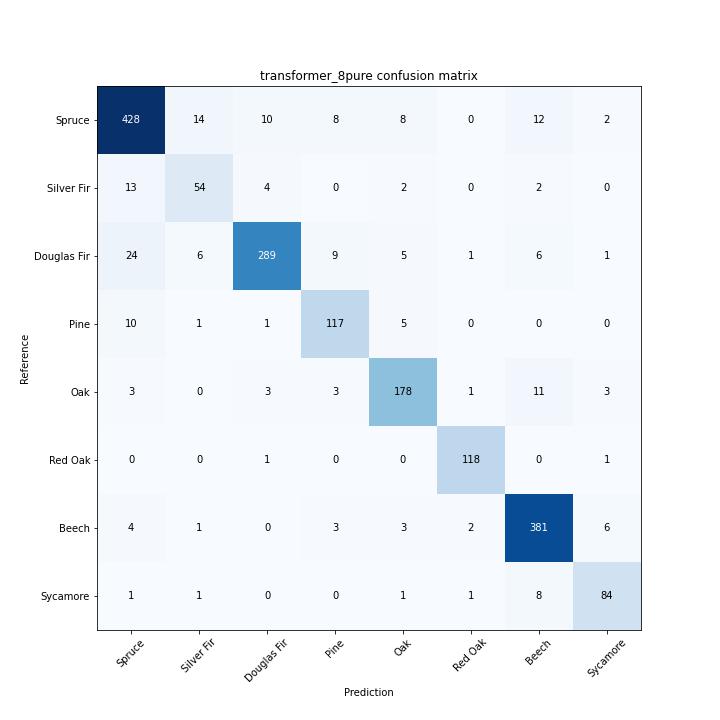 transformer_8pure confusion matrix
Spruce 428 14 10 8 8 0 12 2
Silver Fir 13 54 4 0 2 0 2 0
Douglas Fir 24 6 289 9 5 1 6 1
Pine 10 1 1 117 5 0 0 0
Reference
Oak 3 0 3 3 178 1 11 3
Red Oak 0 0 1 0 0 118 0 1
Beech 4 1 0 3 3 2 381 6
Sycamore 1 1 0 0 1 1 8 84
Spruce Silver Fir Douglas Fir Pine Oak Red Oak Beech Sycamore
Prediction